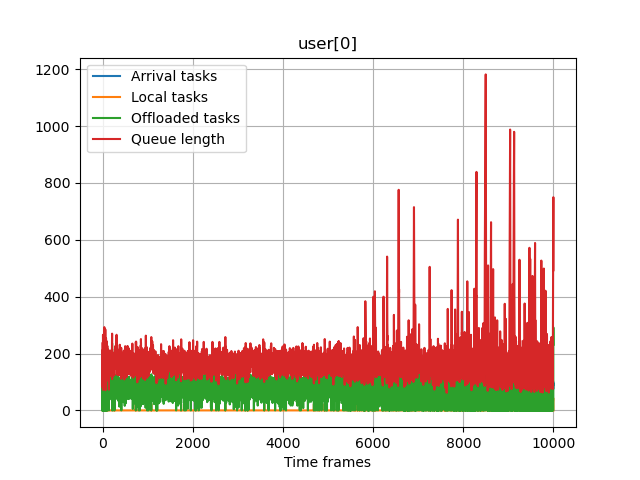 user[0]
Arrival tasks
Local tasks
Offloaded tasks
Queue length
1200
1000
800
600
400
200
0
0 2000 4000 6000 8000 10000
Time frames